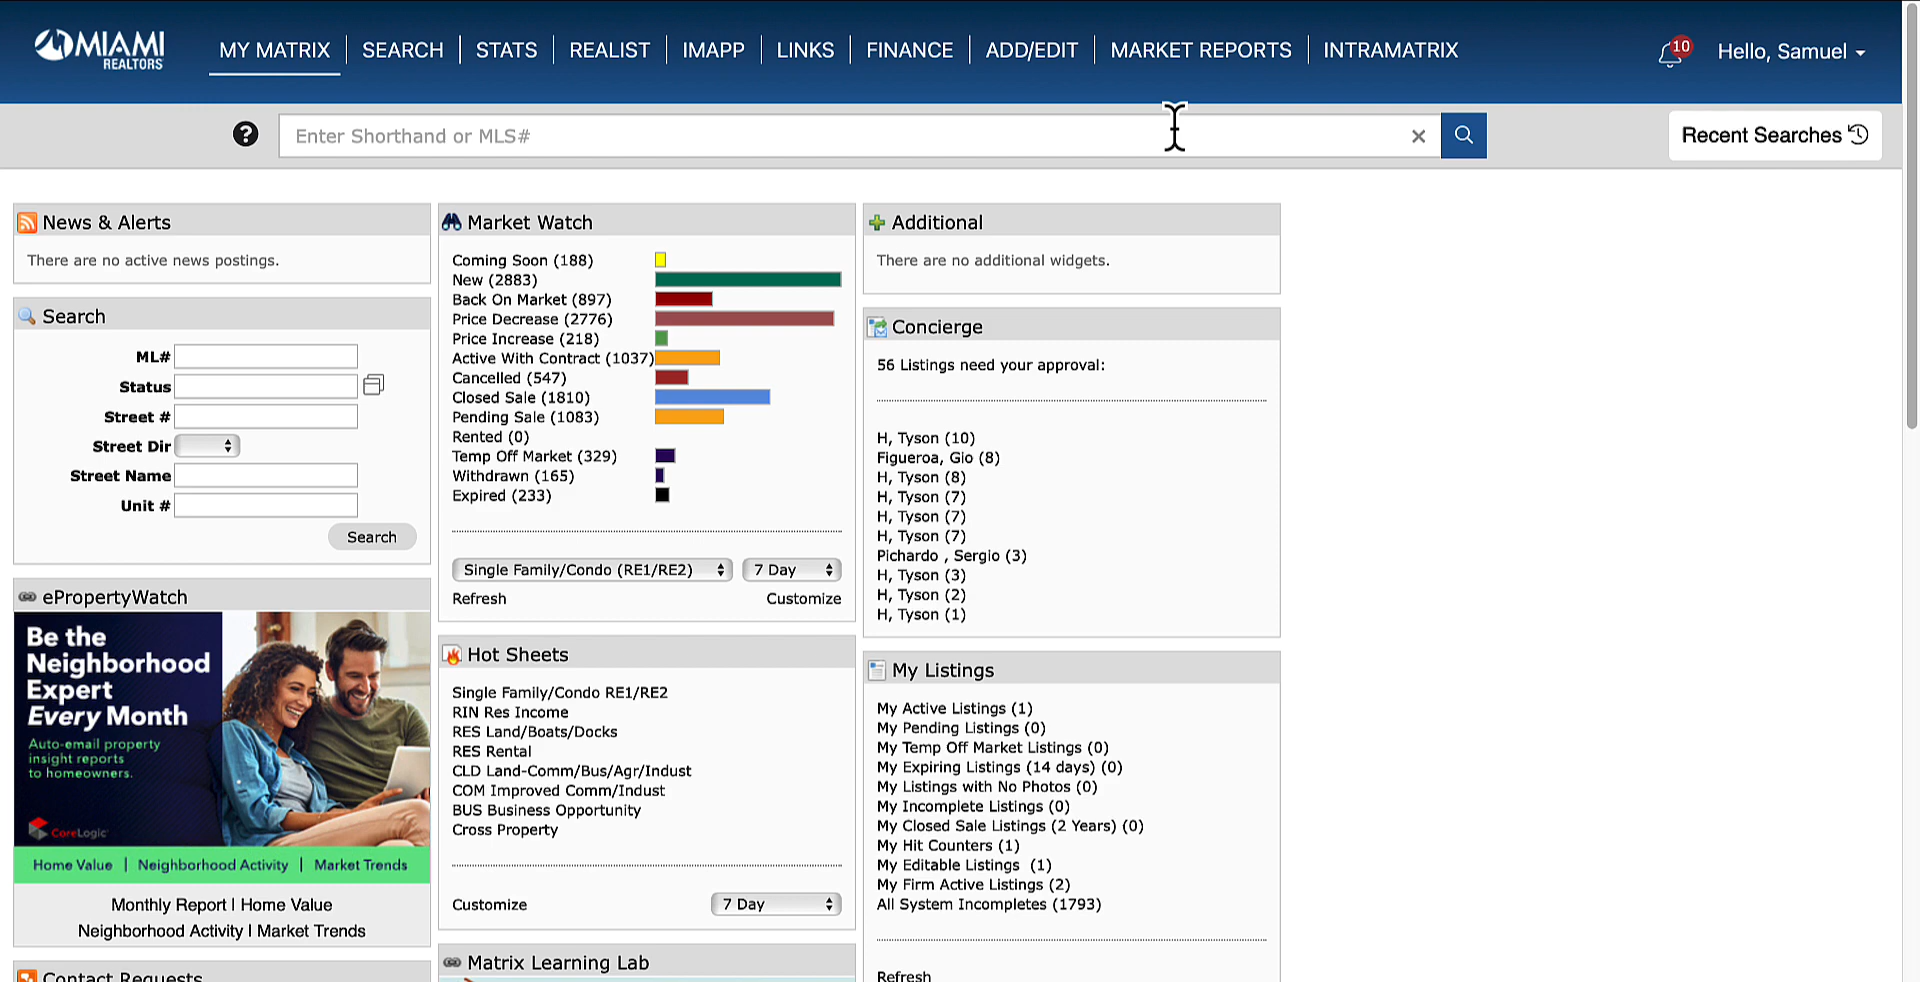 MIAMI
REALTORS
MY MATRIX
SEARCH
STATS
REALIST
IMAPP
LINKS
FINANCE
ADD/EDIT
MARKET REPORTS
INTRAMATRIX
10
Hello, Samuel
?
Enter Shorthand or MLS#
Recent Searches
News & Alerts
There are no active news postings.
Search
ML#
Status
Street #
Street Dir
Street Name
Unit #
Search
ePropertyWatch
Be the
Neighborhood
Expert
Every Month
Auto-email property
insight reports
to homeowners.
CoreLogic
Home Value | Neighborhood Activity | Market Trends
Monthly Report | Home Value
Neighborhood Activity | Market Trends
Contact Requests
Market Watch
Coming Soon (188)
New (2883)
Back On Market (897)
Price Decrease (2776)
Price Increase (218)
Active With Contract (1037)
Cancelled (547)
Closed Sale (1810)
Pending Sale (1083)
Rented (0)
Temp Off Market (329)
Withdrawn (165)
Expired (233)
Single Family/Condo (RE1/RE2)
7 Day
Refresh
Customize
Hot Sheets
Single Family/Condo RE1/RE2
RIN Res Income
RES Land/Boats/Docks
RES Rental
CLD Land-Comm/Bus/Agr/Indust
COM Improved Comm/Indust
BUS Business Opportunity
Cross Property
Customize
7 Day
Matrix Learning Lab
Additional
There are no additional widgets.
Concierge
56 Listings need your approval:
H, Tyson (10)
Figueroa, Gio (8)
H, Tyson (8)
H, Tyson (7)
H, Tyson (7)
H, Tyson (7)
Pichardo , Sergio (3)
H, Tyson (3)
H, Tyson (2)
H, Tyson (1)
My Listings
My Active Listings (1)
My Pending Listings (0)
My Temp Off Market Listings (0)
My Expiring Listings (14 days) (0)
My Listings with No Photos (0)
My Incomplete Listings (0)
My Closed Sale Listings (2 Years) (0)
My Hit Counters (1)
My Editable Listings (1)
My Firm Active Listings (2)
All System Incompletes (1793)
Refresh